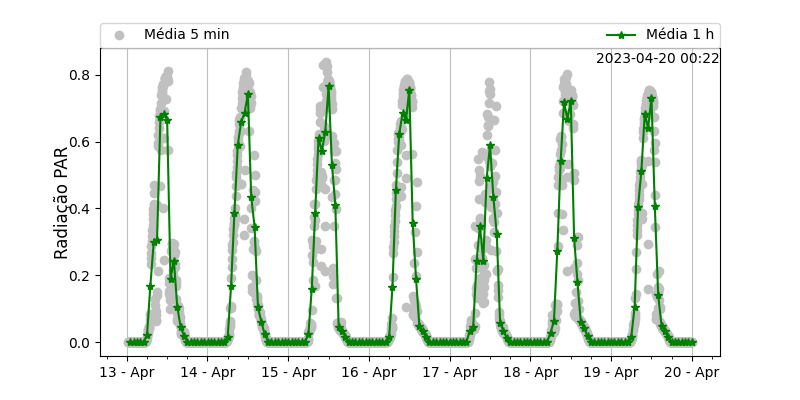 Média 5 min
Média 1 h
2023-04-20 00:22
Radiação PAR
0.8
0.6
0.4
0.2
0.0
13 - Apr
14 - Apr
15 - Apr
16 - Apr
17 - Apr
18 - Apr
19 - Apr
20 - Apr